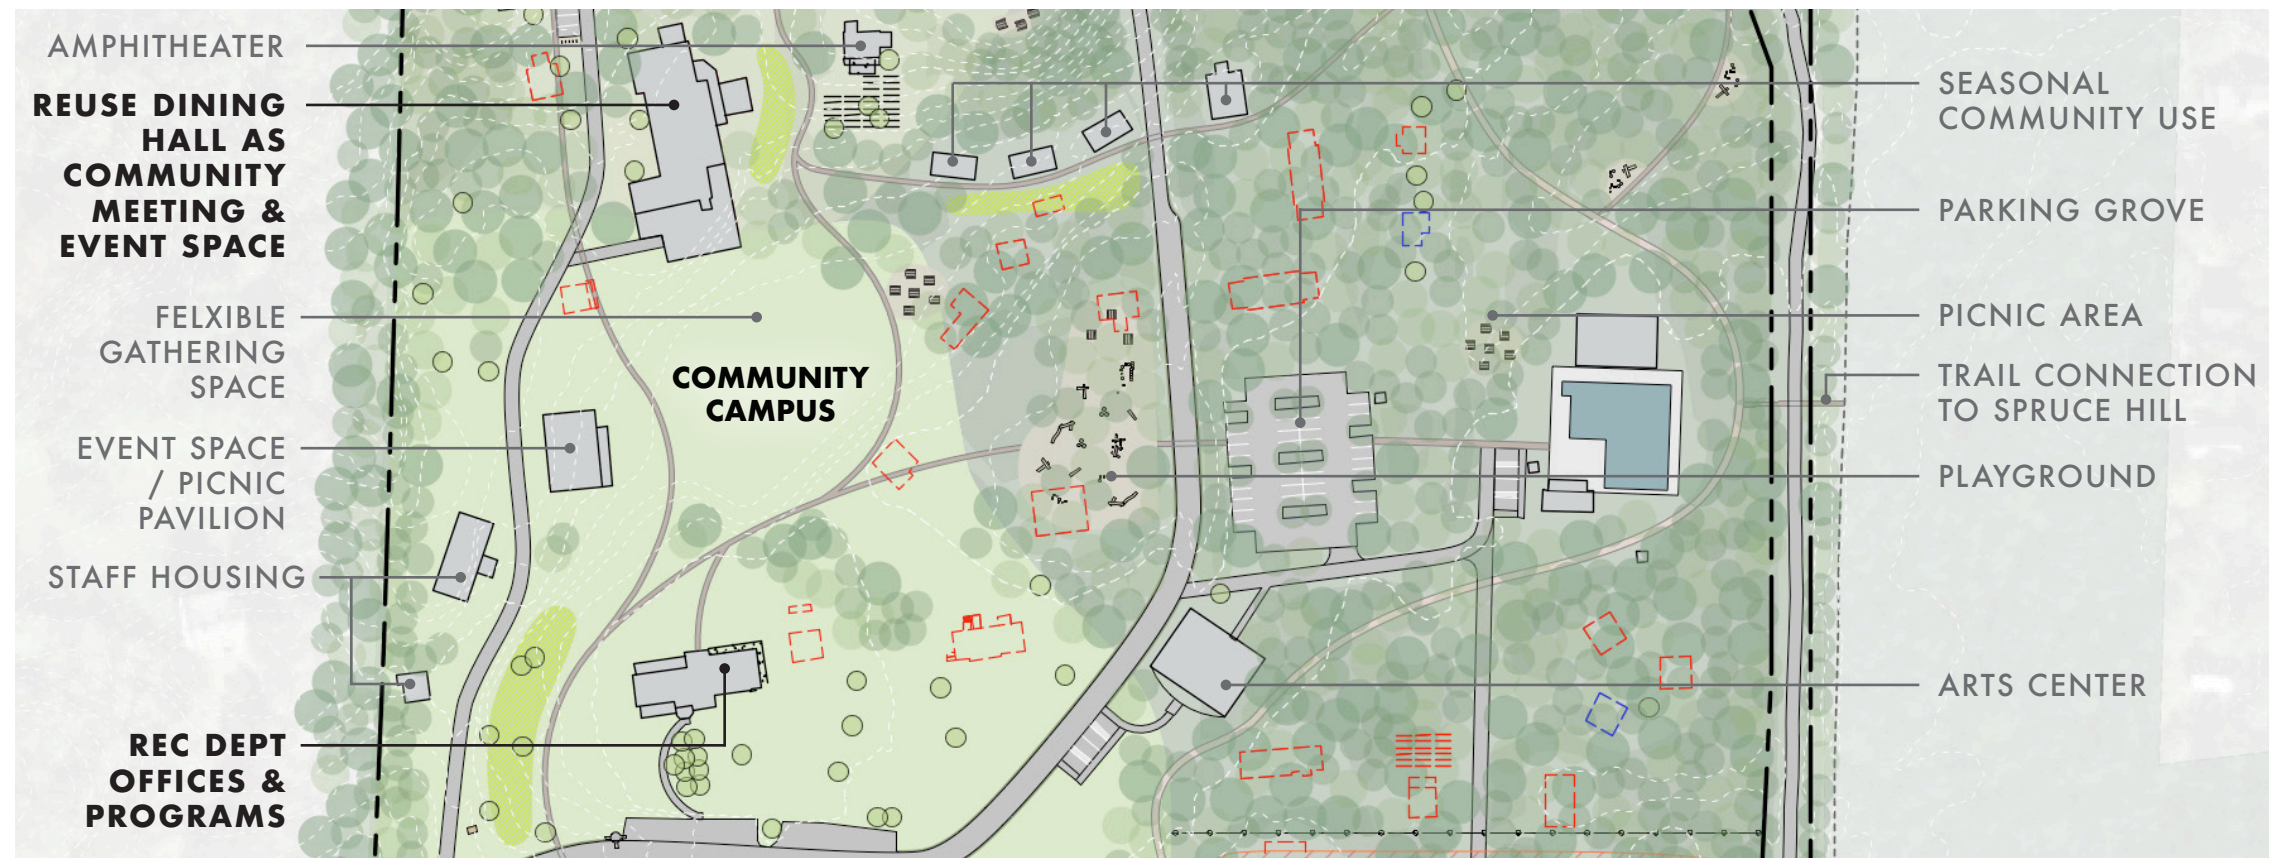 AMPHITHEATER
REUSE DINING
HALL AS
COMMUNITY
MEETING &
EVENT SPACE
FELXIBLE
GATHERING
SPACE
EVENT SPACE
/ PICNIC
PAVILION
STAFF HOUSING
REC DEPT
OFFICES &
PROGRAMS
COMMUNITY
CAMPUS
SEASONAL
COMMUNITY USE
PARKING GROVE
PICNIC AREA
TRAIL CONNECTION
TO SPRUCE HILL
PLAYGROUND
ARTS CENTER